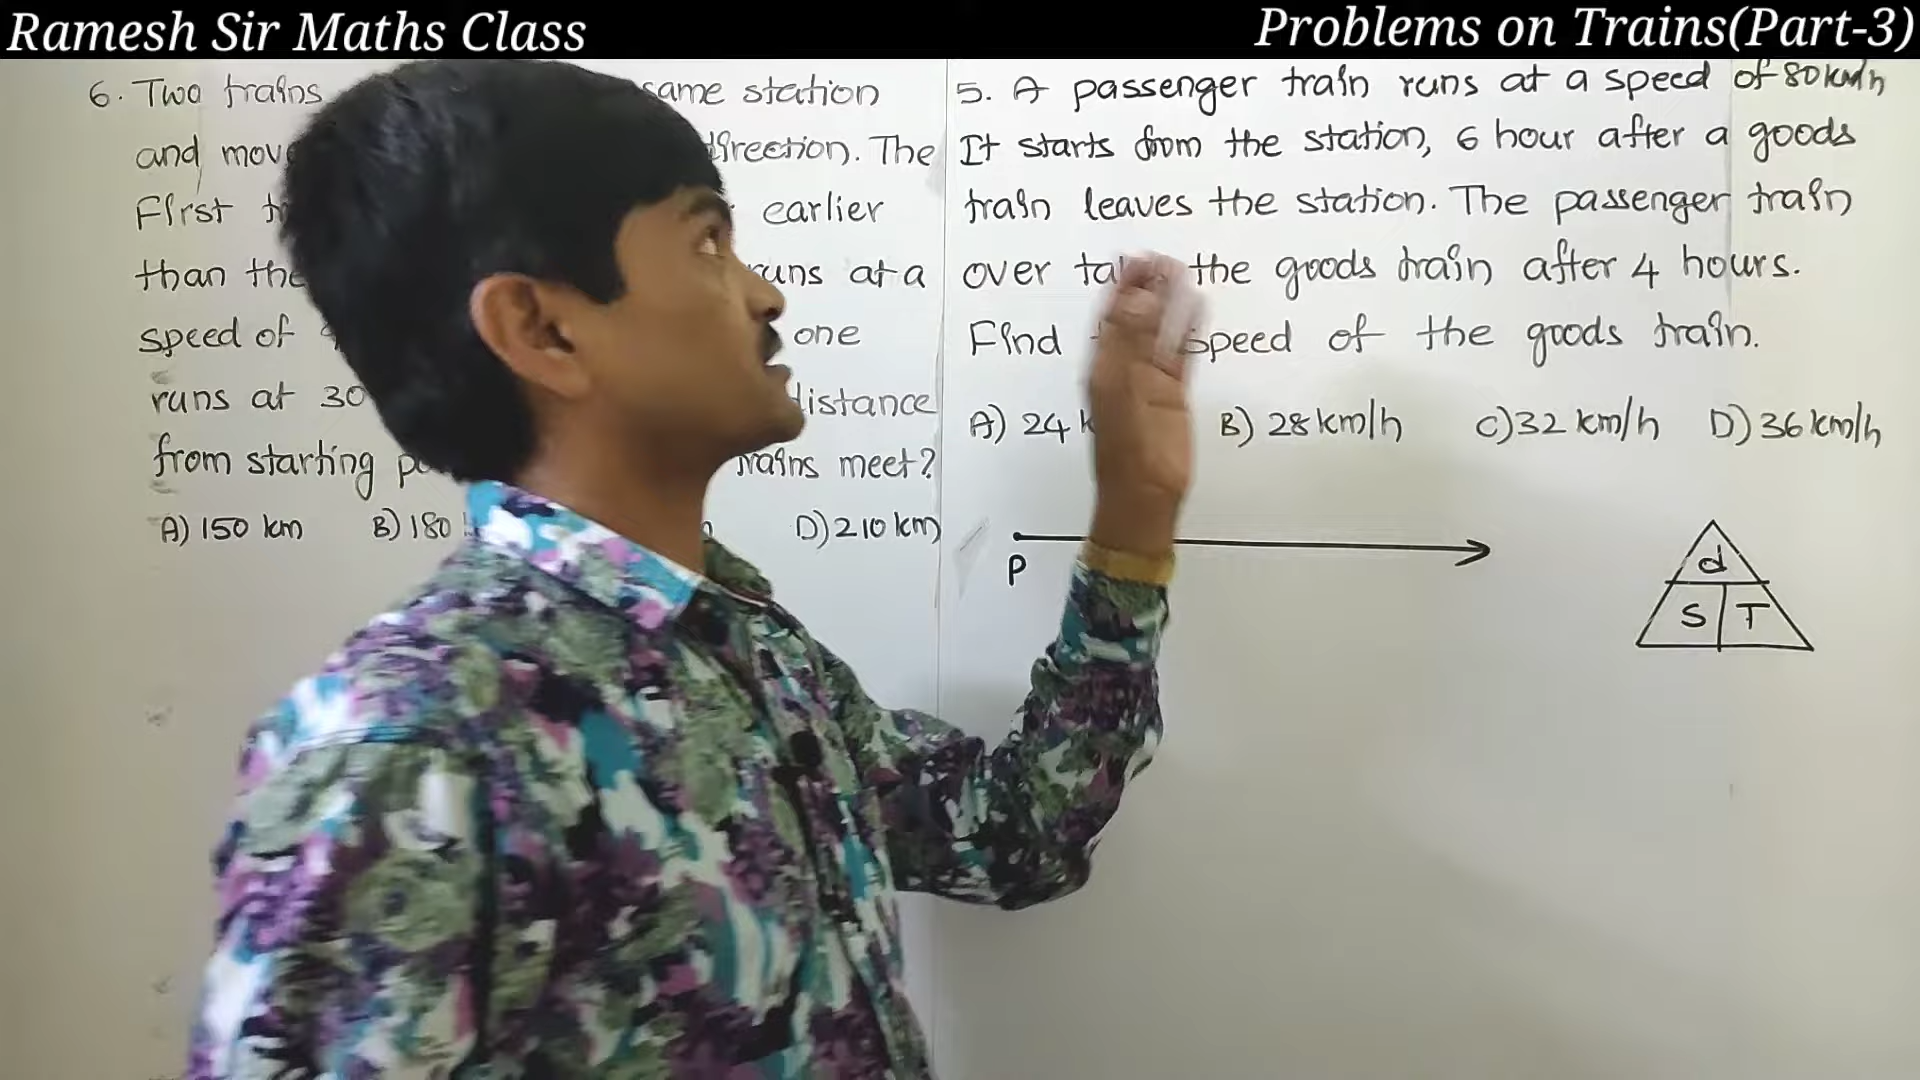 Ramesh Sir Maths Class
Problems on Trains(Part-3)
6. Two trains same station
and direction. The
First earlier
than runs at a
speed of one
runs at 30 distance
from starting trains meet?
A) 150 km B) 180 D) 210 km
5. A passenger train runs at a speed of 80 km/h
It starts from the station, 6 hour after a goods
train leaves the station. The passenger train
over the goods train after 4 hours.
Find speed of the goods train.
A) 24 B) 28 km/h C) 32 km/h D) 36 km/h
P
d
S T